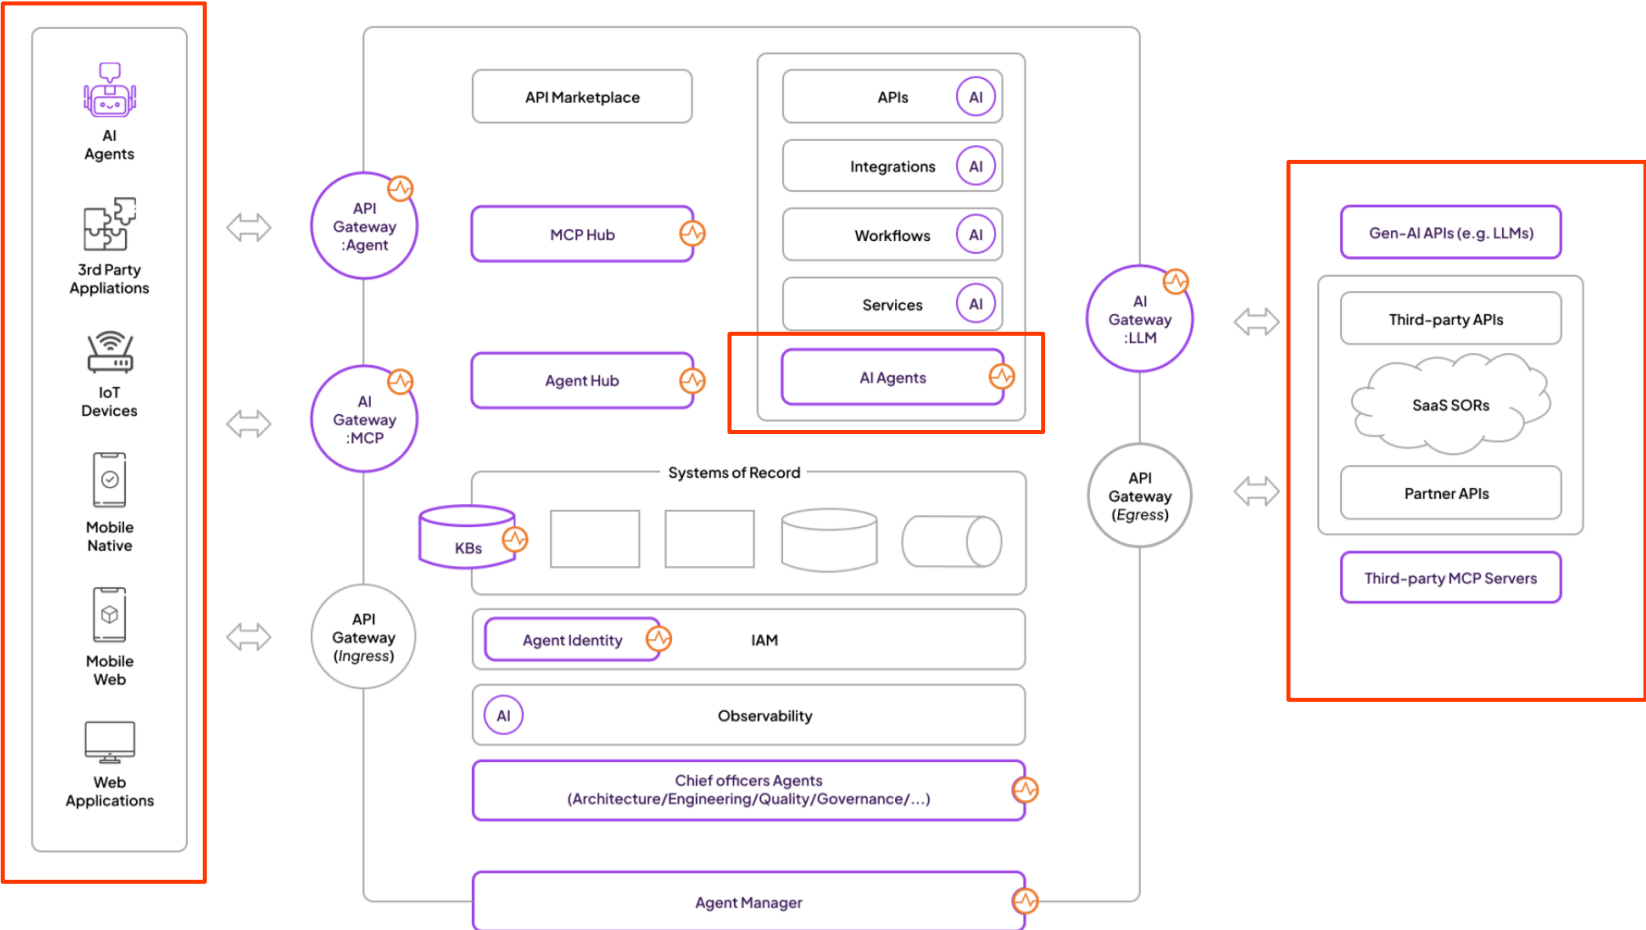 AI
Agents
3rd Party
Appliations
IoT
Devices
Mobile
Native
Mobile
Web
Web
Applications
API
Gateway
:Agent
AI
Gateway
:MCP
API
Gateway
(Ingress)
API Marketplace
MCP Hub
Agent Hub
APIs
AI
Integrations
AI
Workflows
AI
Services
AI
AI Agents
Systems of Record
KBs
Agent Identity
IAM
AI
Observability
Chief officers Agents
(Architecture/Engineering/Quality/Governance/...)
Agent Manager
AI
Gateway
:LLM
API
Gateway
(Egress)
Gen-AI APIs (e.g. LLMs)
Third-party APIs
SaaS SORs
Partner APIs
Third-party MCP Servers